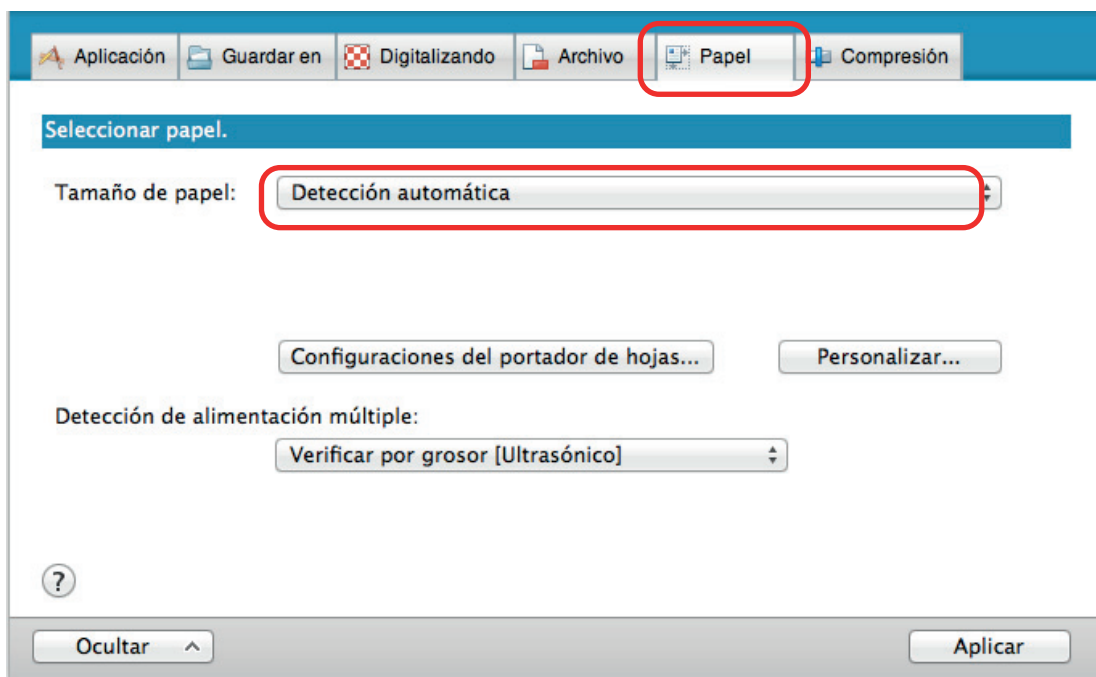 Aplicación Guardar en Digitalizando Archivo Papel Compresión
Seleccionar papel.
Tamaño de papel: Detección automática
Configuraciones del portador de hojas... Personalizar...
Detección de alimentación múltiple:
Verificar por grosor [Ultrasónico]
?
Ocultar Aplicar